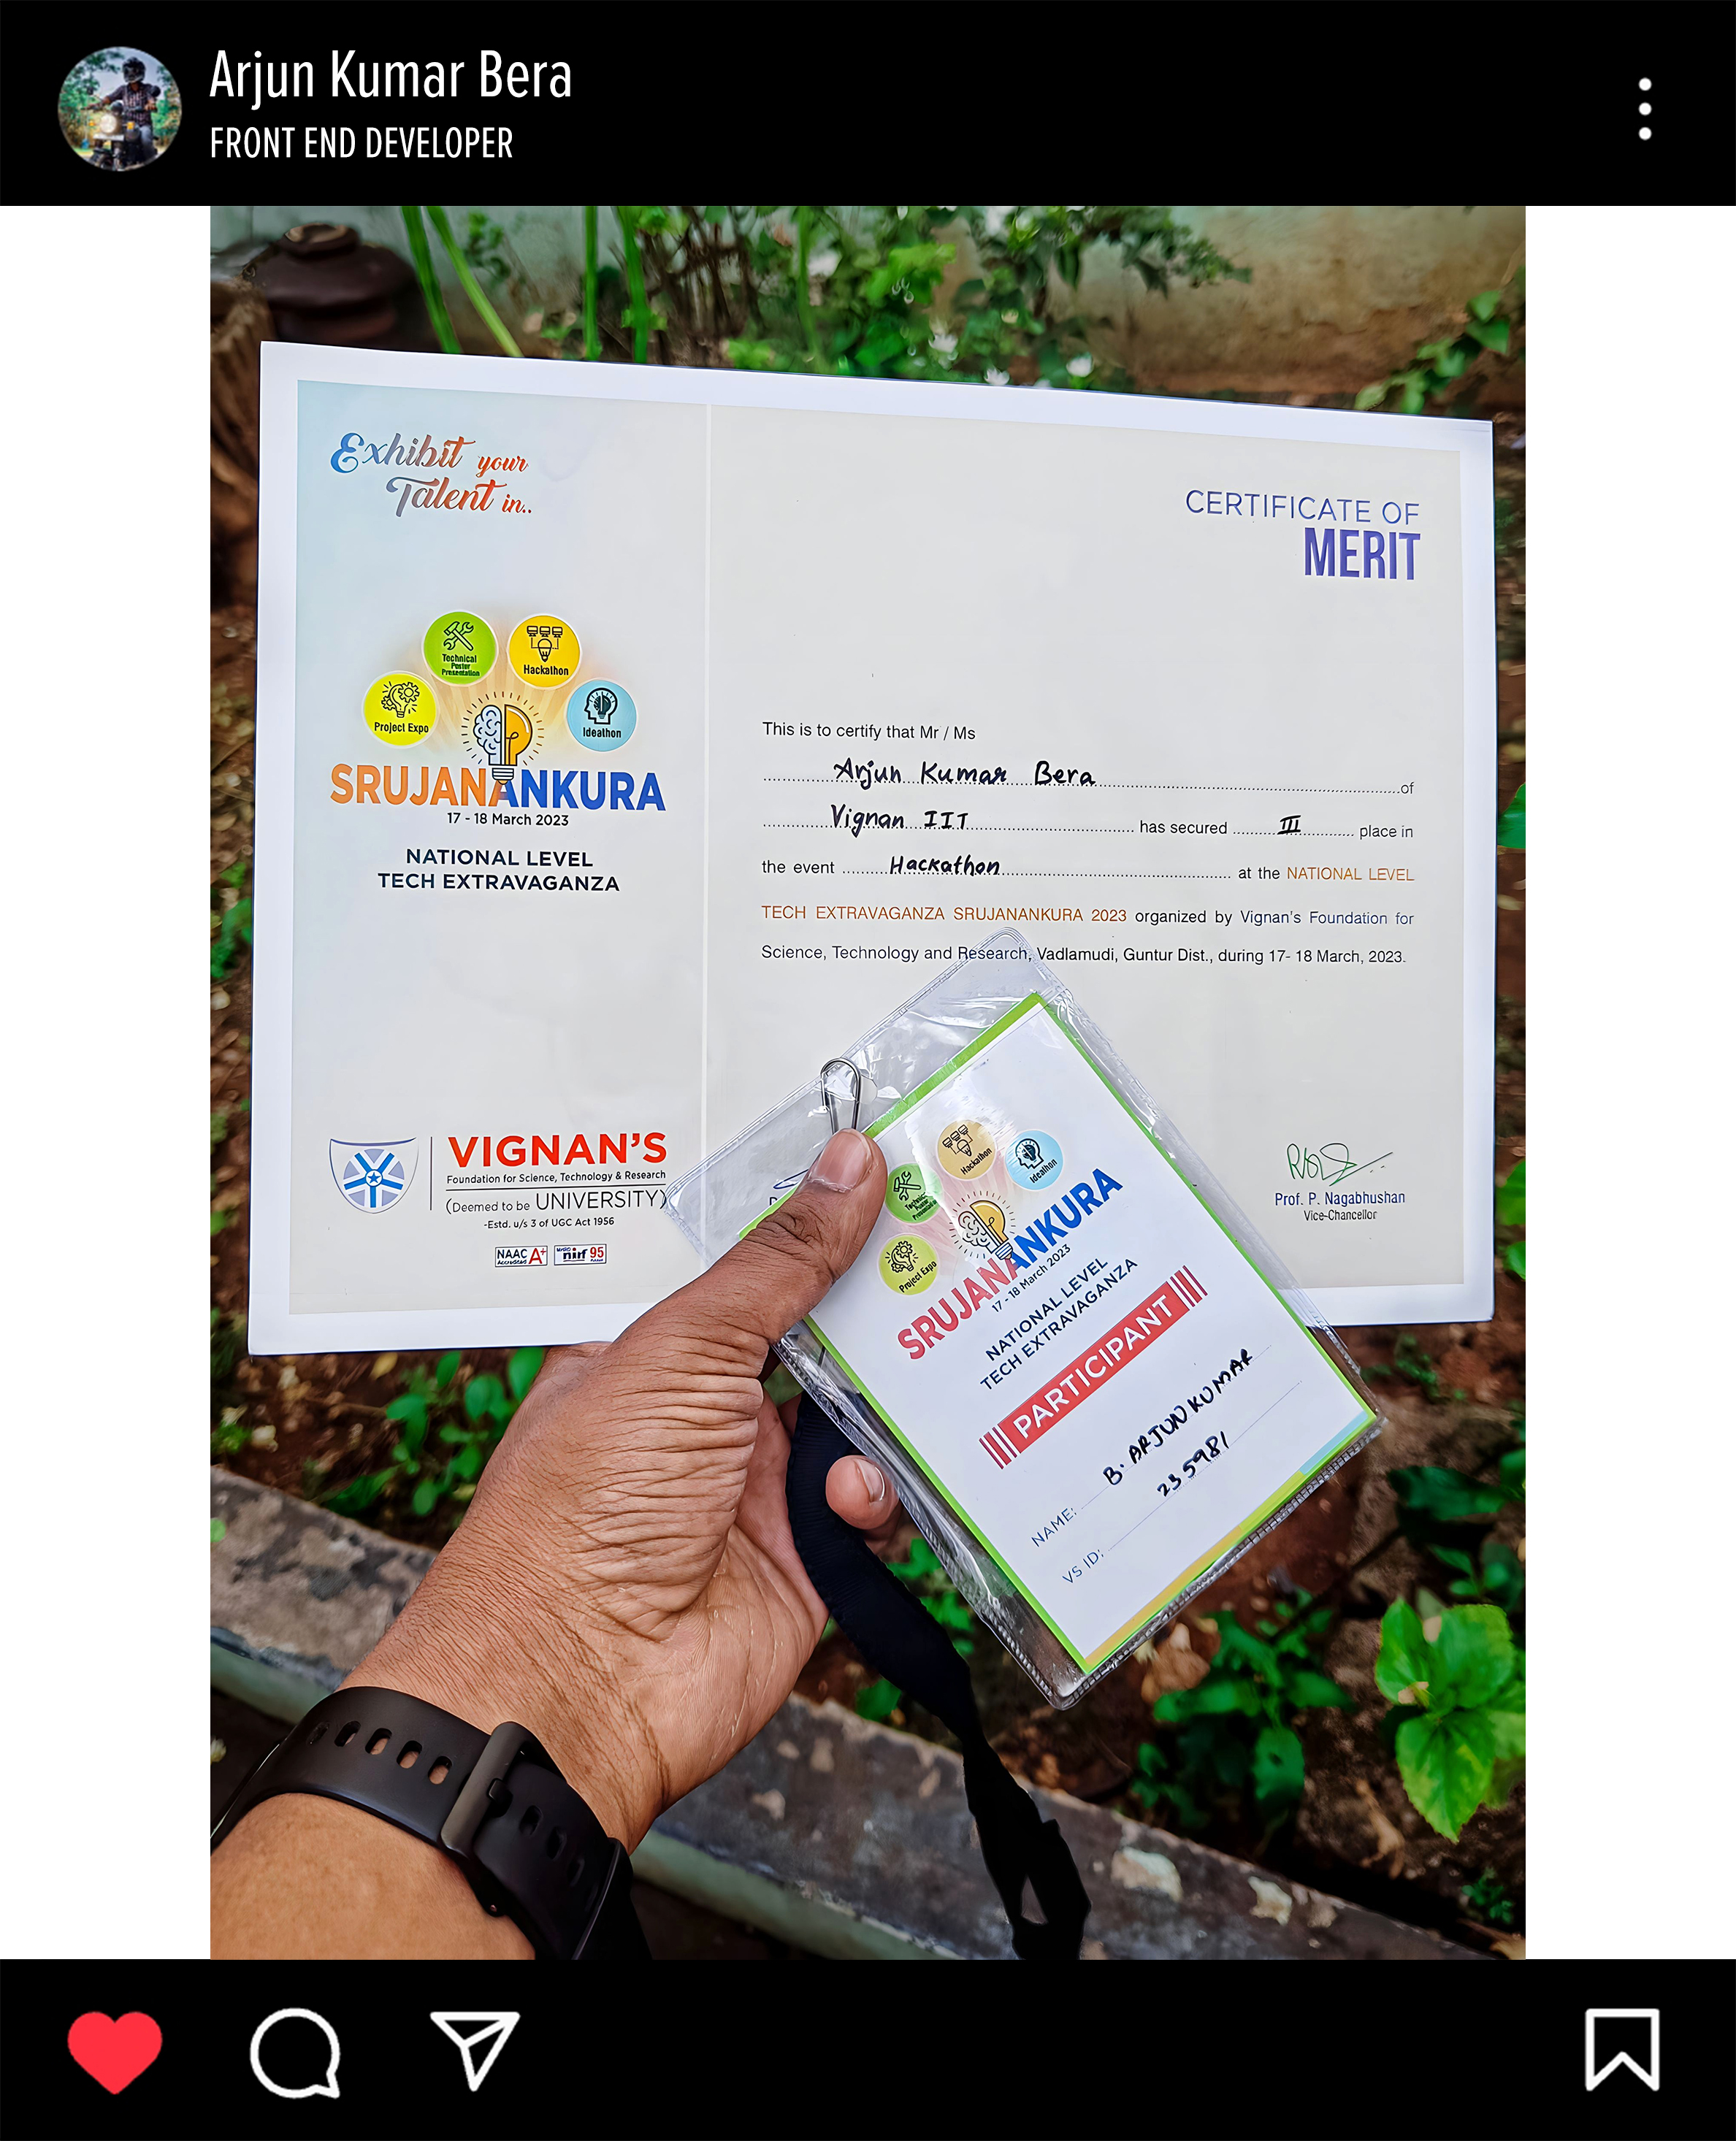 Arjun Kumar Bera
FRONT END DEVELOPER
Exhibit your
Talent in..
Technical
Poster
Presentation
Hackathon
Project Expo
Ideathon
SRUJANANKURA
17 - 18 March 2023
NATIONAL LEVEL
TECH EXTRAVAGANZA
VIGNAN'S
Foundation for Science, Technology & Research
(Deemed to be UNIVERSITY)
-Estd. u/s 3 of UGC Act 1956
NAAC A+
Accredited
nirf 95
CERTIFICATE OF
MERIT
This is to certify that Mr / Ms
Arjun Kumar Bera of
Vignan IIT has secured III place in
the event Hackathon at the NATIONAL LEVEL
TECH EXTRAVAGANZA SRUJANANKURA 2023 organized by Vignan's Foundation for
Science, Technology and Research, Vadlamudi, Guntur Dist., during 17- 18 March, 2023.
Prof. P. Nagabhushan
Vice-Chancellor
Hackathon
Ideathon
Technical
Poster
Presentation
Project Expo
SRUJANANKURA
17 - 18 March 2023
NATIONAL LEVEL
TECH EXTRAVAGANZA
PARTICIPANT
NAME: B. ARJUN KUMAR
VS ID: 235981